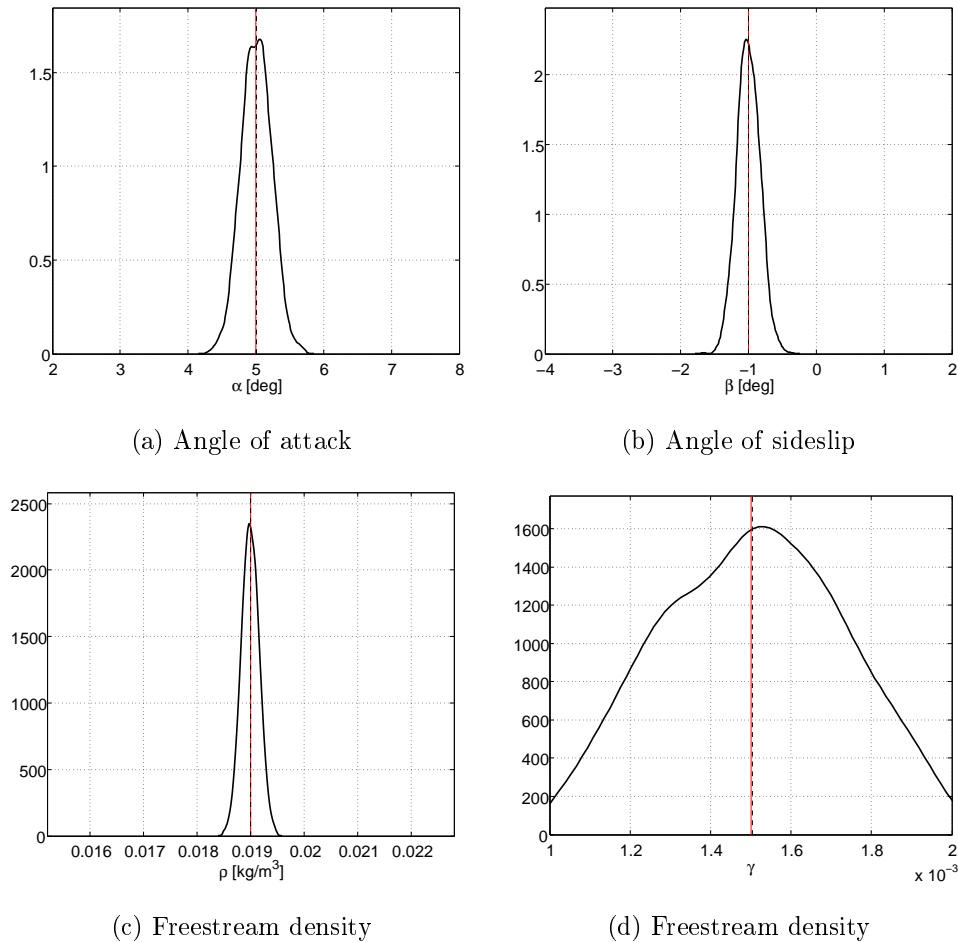 1.5
1
0.5
0
2 3 4 5 6 7 8
α [deg]
(a) Angle of attack
2
1.5
1
0.5
0
−4 −3 −2 −1 0 1 2
β [deg]
(b) Angle of sideslip
2500
2000
1500
1000
500
0
0.016 0.017 0.018 0.019 0.02 0.021 0.022
ρ [kg/m³]
(c) Freestream density
1600
1400
1200
1000
800
600
400
200
0
1 1.2 1.4 1.6 1.8 2
γ
x 10⁻³
(d) Freestream density